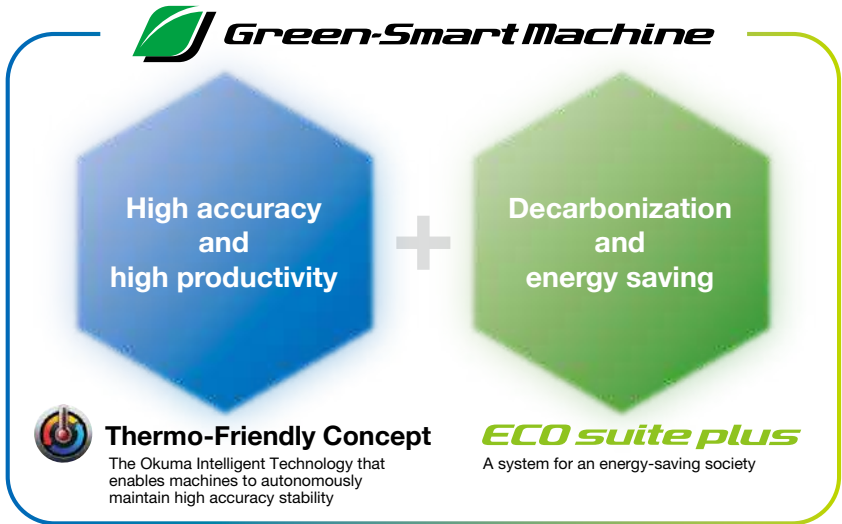 Green-Smart Machine
High accuracy
and
high productivity
+
Decarbonization
and
energy saving
Thermo-Friendly Concept
The Okuma Intelligent Technology that
enables machines to autonomously
maintain high accuracy stability
ECO suite plus
A system for an energy-saving society